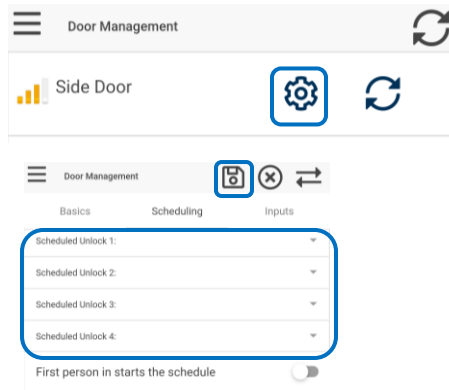 Door Management
Side Door
Door Management
Basics Scheduling Inputs
Scheduled Unlock 1:
Scheduled Unlock 2:
Scheduled Unlock 3:
Scheduled Unlock 4:
First person in starts the schedule